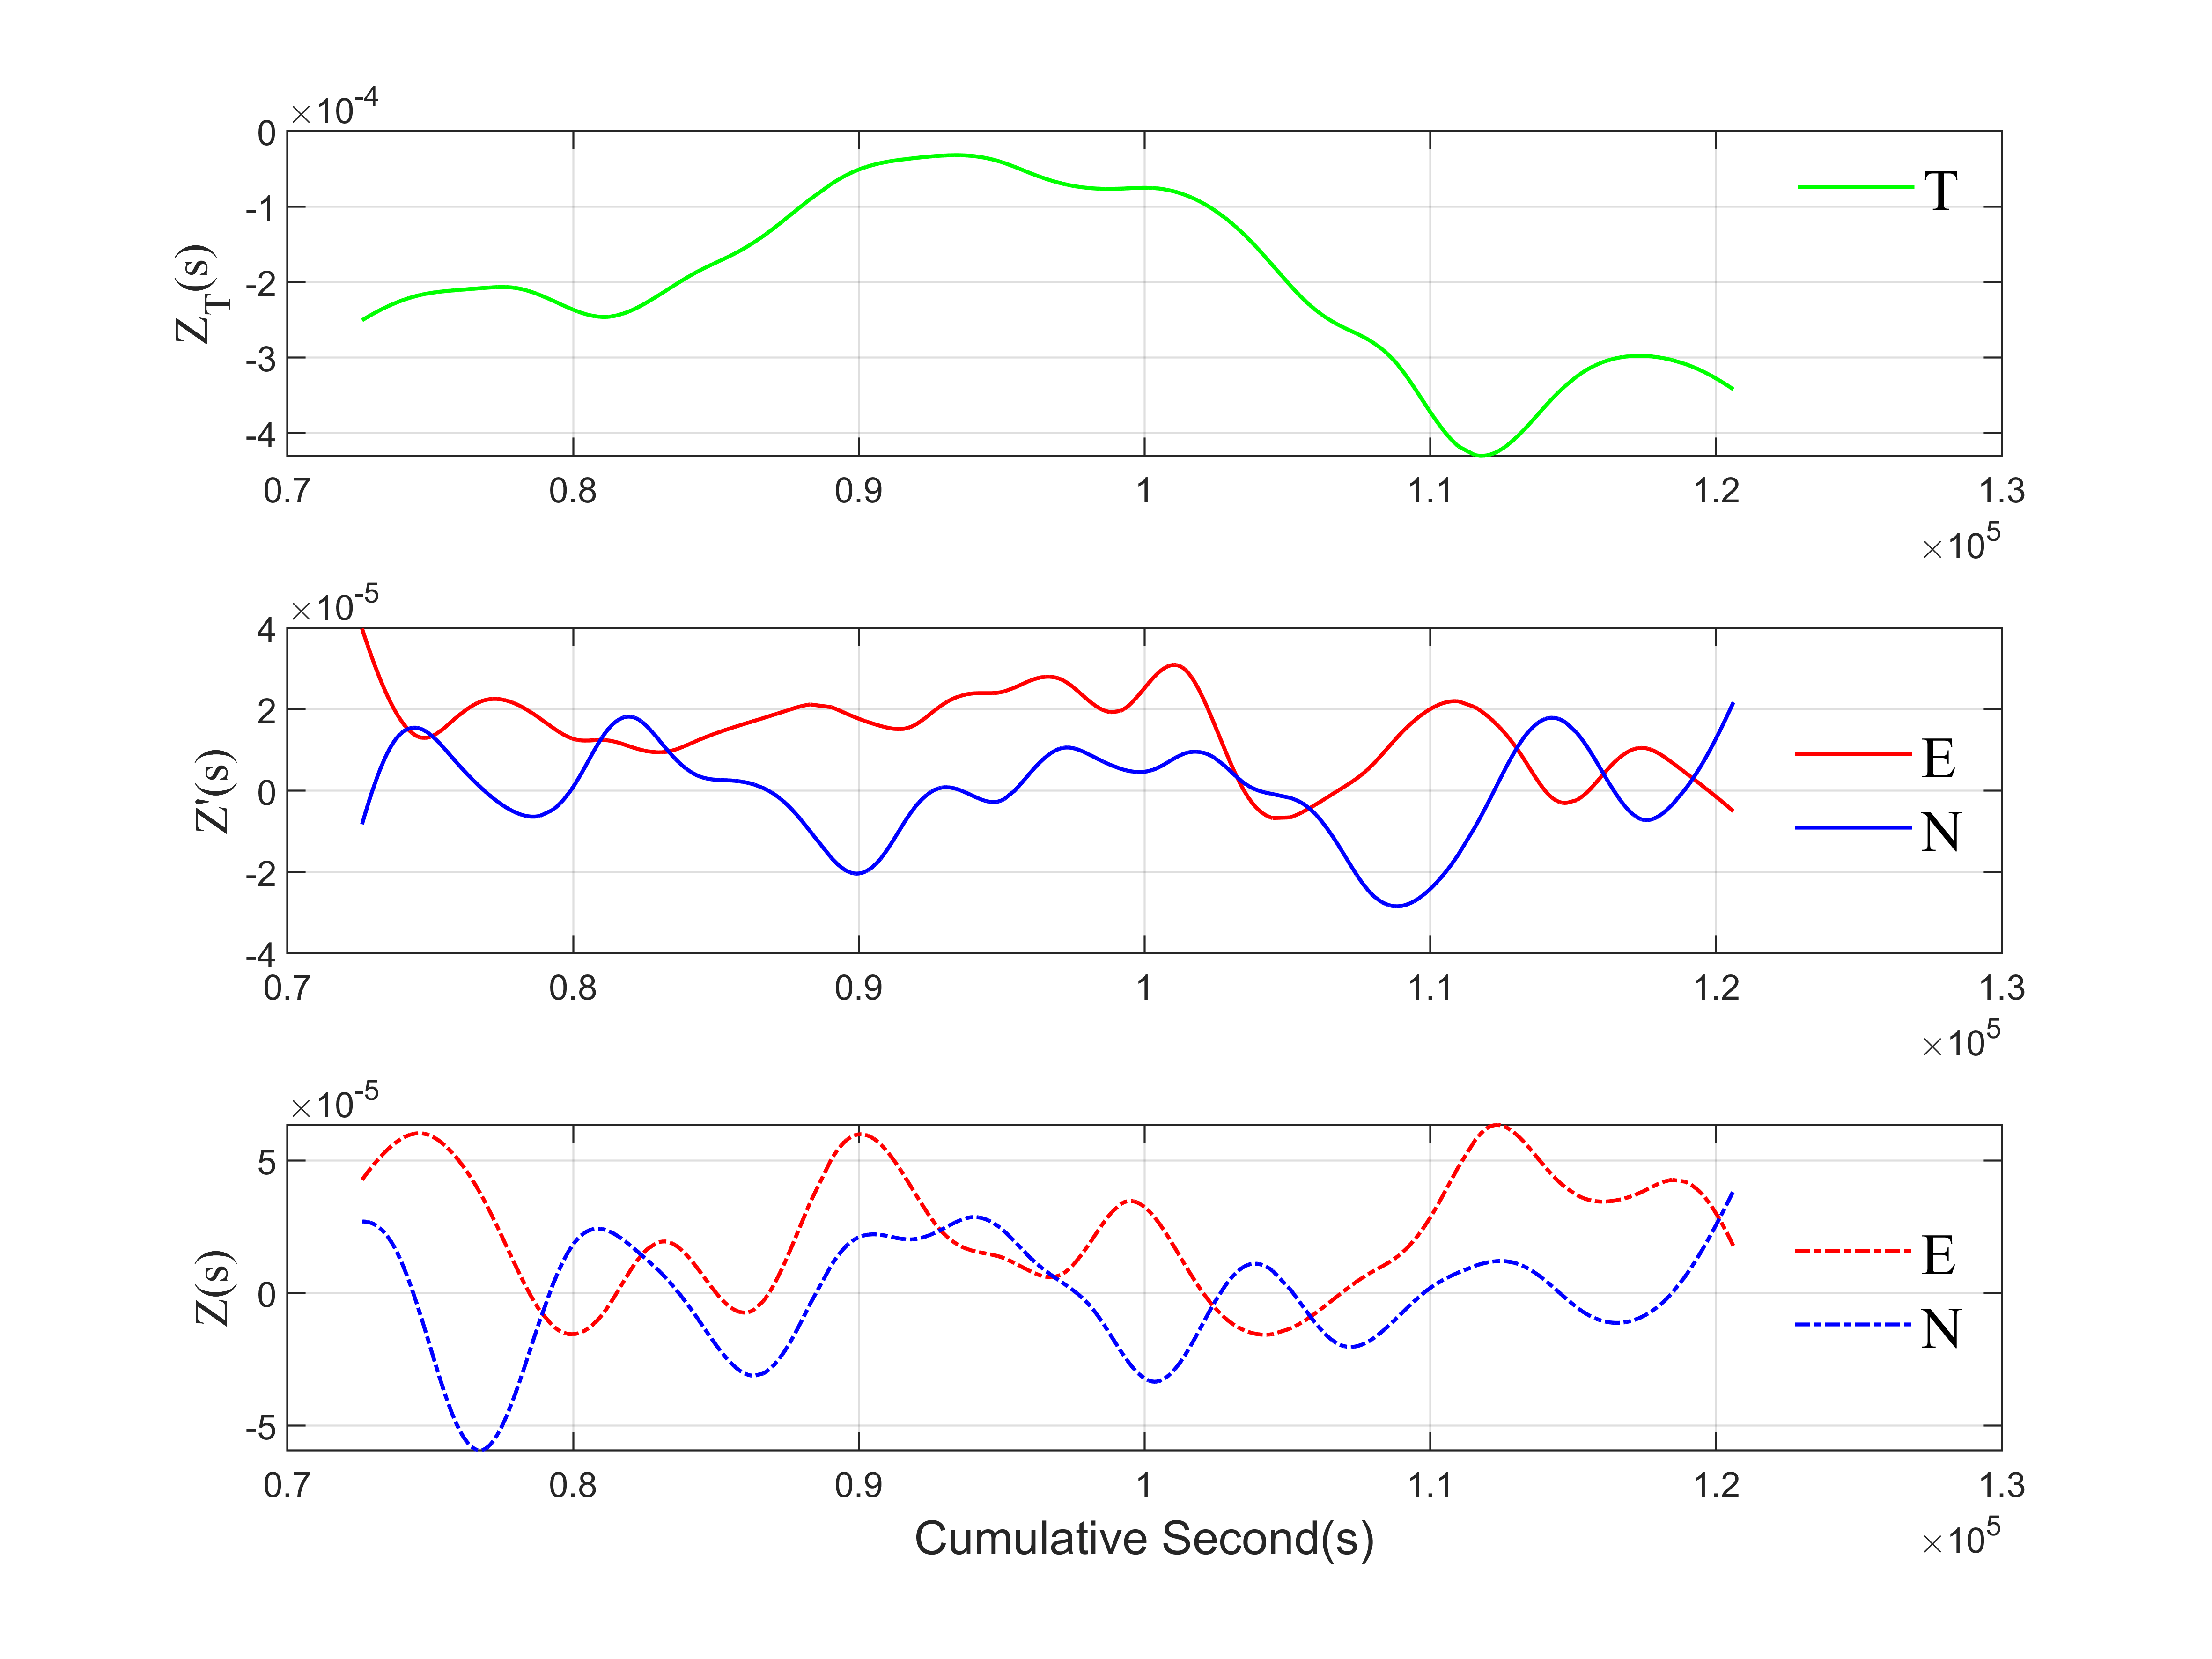 ×10-4
0
-1
-2
-3
-4
ZT(s)
T
0.7 0.8 0.9 1 1.1 1.2 1.3
×105
×10-5
4
2
0
-2
-4
Z'(s)
E
N
0.7 0.8 0.9 1 1.1 1.2 1.3
×105
×10-5
5
0
-5
Z(s)
E
N
0.7 0.8 0.9 1 1.1 1.2 1.3
Cumulative Second(s)
×105